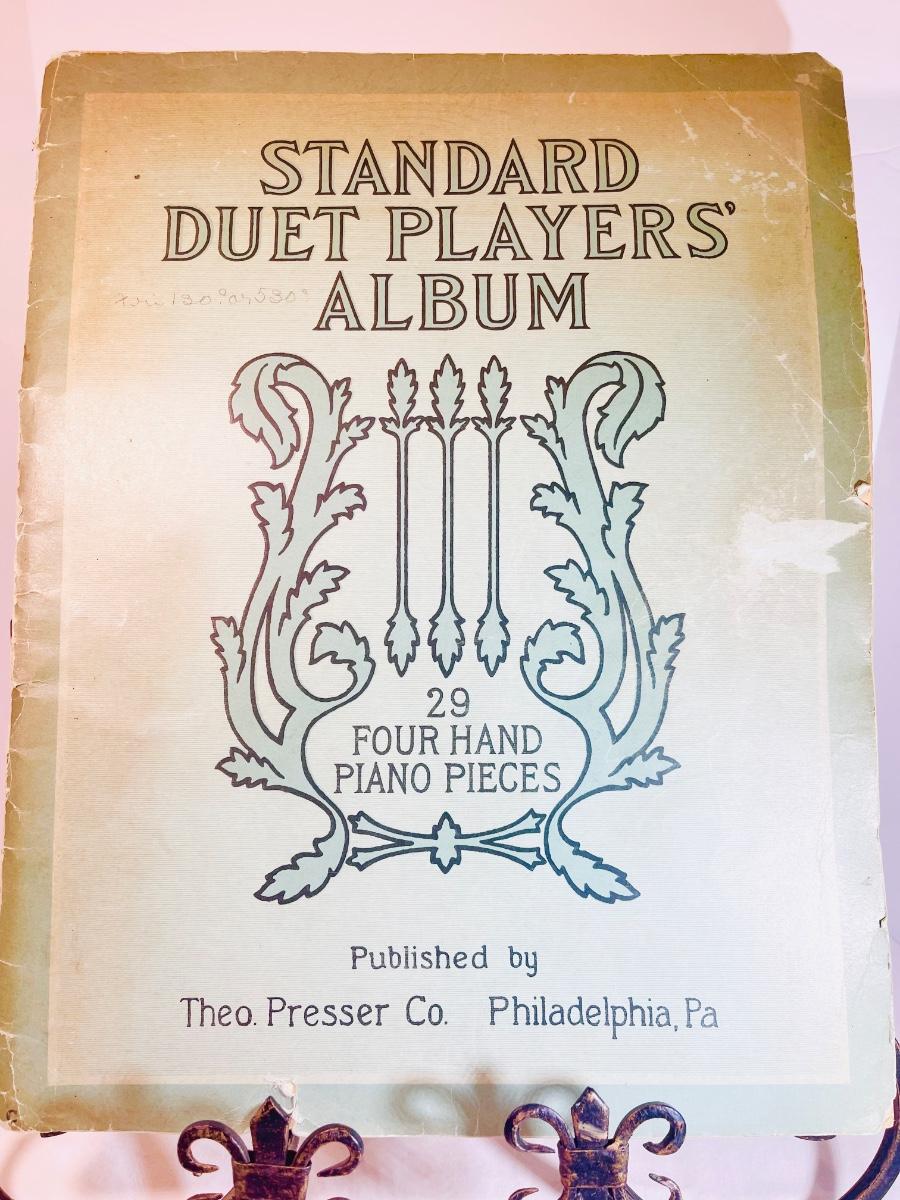 STANDARD
DUET PLAYERS'
ALBUM
29
FOUR HAND
PIANO PIECES
Published by
Theo. Presser Co. Philadelphia, Pa